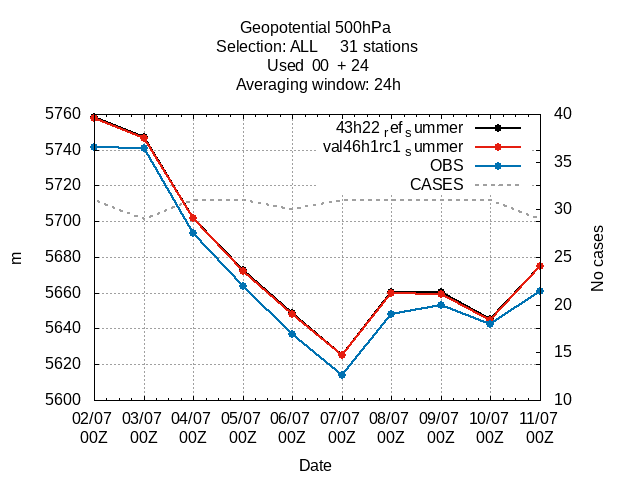 Geopotential 500hPa
Selection: ALL 31 stations
Used 00 + 24
Averaging window: 24h
43h22 refsummer
val46h1rc1 summer
OBS
CASES
5760
5740
5720
5700
5680
5660
5640
5620
5600
m
40
35
30
25
20
15
10
No cases
02/07 03/07 04/07 05/07 06/07 07/07 08/07 09/07 10/07 11/07
00Z 00Z 00Z 00Z 00Z 00Z 00Z 00Z 00Z 00Z
Date